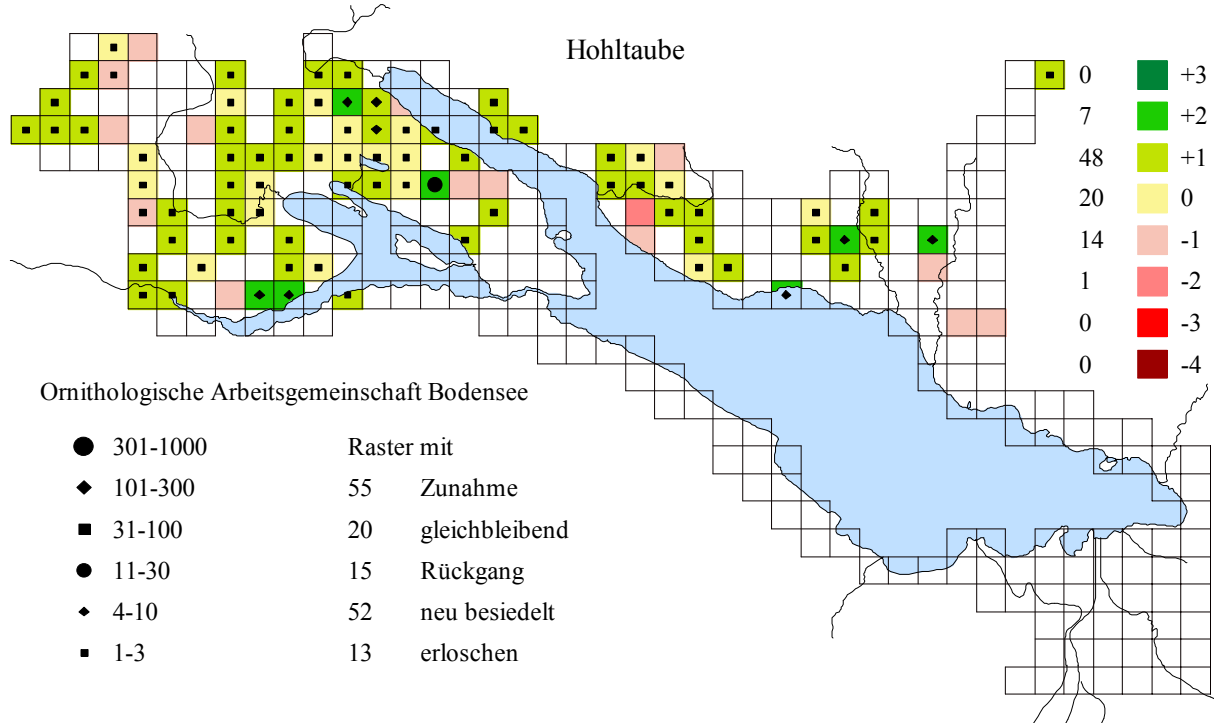 Hohltaube
0 +3
7 +2
48 +1
20 0
14 -1
1 -2
0 -3
0 -4
Ornithologische Arbeitsgemeinschaft Bodensee
301-1000 Raster mit
101-300 55 Zunahme
31-100 20 gleichbleibend
11-30 15 Rückgang
4-10 52 neu besiedelt
1-3 13 erloschen